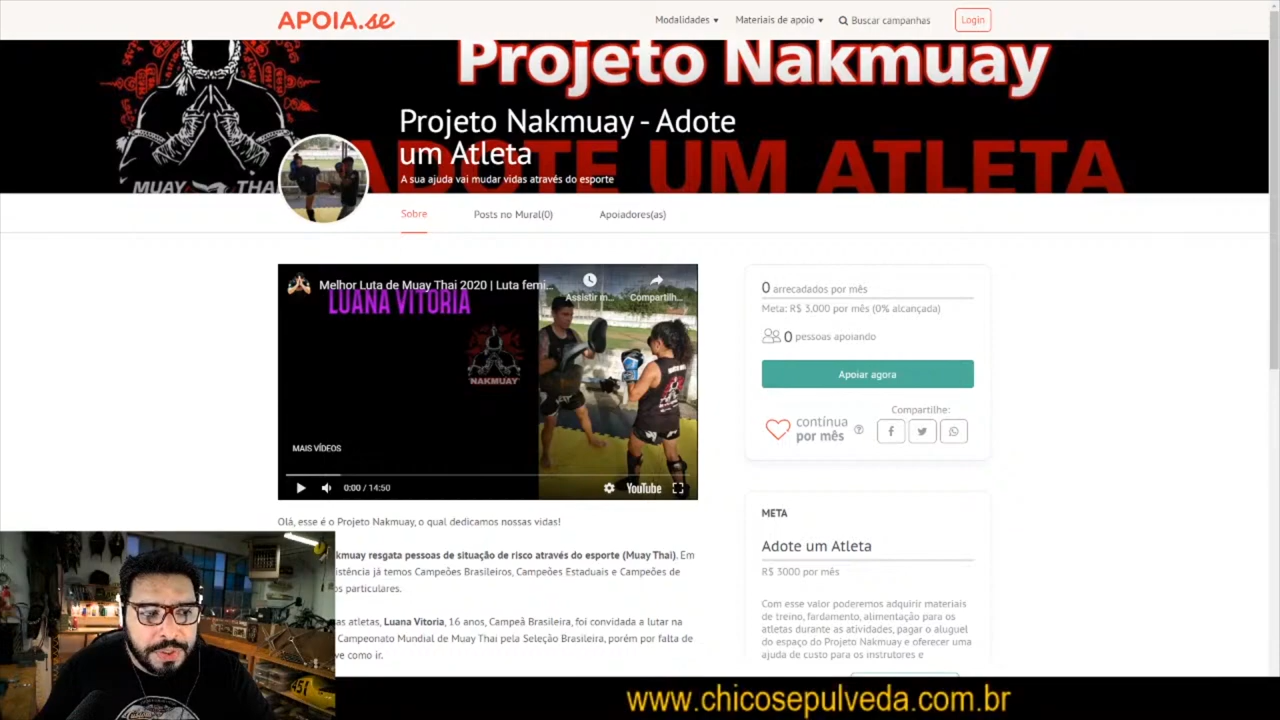 APOIA.se
Modalidades ▾
Materiais de apoio ▾
Buscar campanhas
Login
Projeto Nakmuay
ADOTE UM ATLETA
MUAY THAI
Projeto Nakmuay - Adote
um Atleta
A sua ajuda vai mudar vidas através do esporte
Sobre
Posts no Mural(0)
Apoiadores(as)
Melhor Luta de Muay Thai 2020 | Luta femi...
Assistir m...
Compartilh...
LUANA VITORIA
NAKMUAY
MAIS VÍDEOS
0:00 / 14:50
YouTube
0 arrecadados por mês
Meta: R$ 3.000 por mês (0% alcançada)
0 pessoas apoiando
Apoiar agora
contínua
por mês
Compartilhe:
META
Adote um Atleta
R$ 3000 por mês
Com esse valor poderemos adquirir materiais
de treino, fardamento, alimentação para os
atletas durante as atividades, pagar o aluguel
do espaço do Projeto Nakmuay e oferecer uma
ajuda de custo para os instrutores e
Olá, esse é o Projeto Nakmuay, o qual dedicamos nossas vidas!
kmuay resgata pessoas de situação de risco através do esporte (Muay Thai). Em
istência já temos Campeões Brasileiros, Campeões Estaduais e Campeões de
os particulares.
as atletas, Luana Vitoria, 16 anos, Campeã Brasileira, foi convidada a lutar na
Campeonato Mundial de Muay Thai pela Seleção Brasileira, porém por falta de
ve como ir.
www.chicosepulveda.com.br